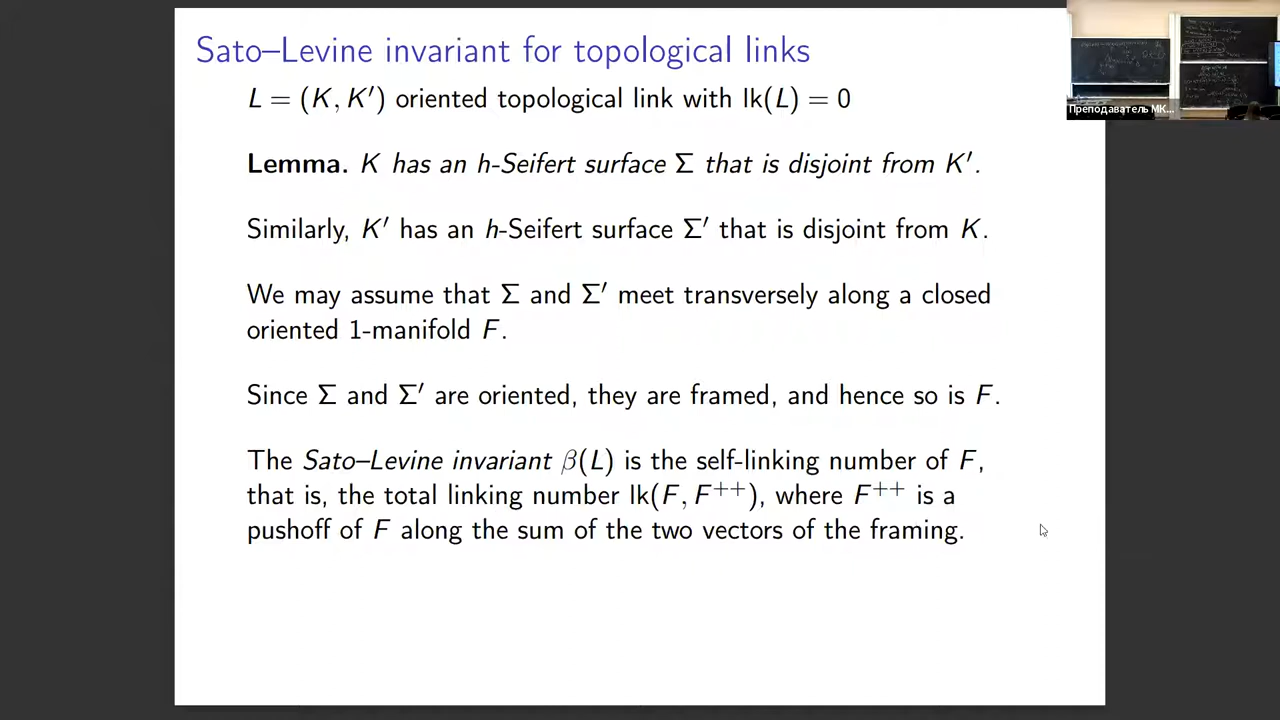 Sato–Levine invariant for topological links
L = (K, K′) oriented topological link with lk(L) = 0
Lemma. K has an h-Seifert surface Σ that is disjoint from K′.
Similarly, K′ has an h-Seifert surface Σ′ that is disjoint from K.
We may assume that Σ and Σ′ meet transversely along a closed
oriented 1-manifold F.
Since Σ and Σ′ are oriented, they are framed, and hence so is F.
The Sato–Levine invariant β(L) is the self-linking number of F,
that is, the total linking number lk(F, F⁺⁺), where F⁺⁺ is a
pushoff of F along the sum of the two vectors of the framing.
Преподаватель МК...